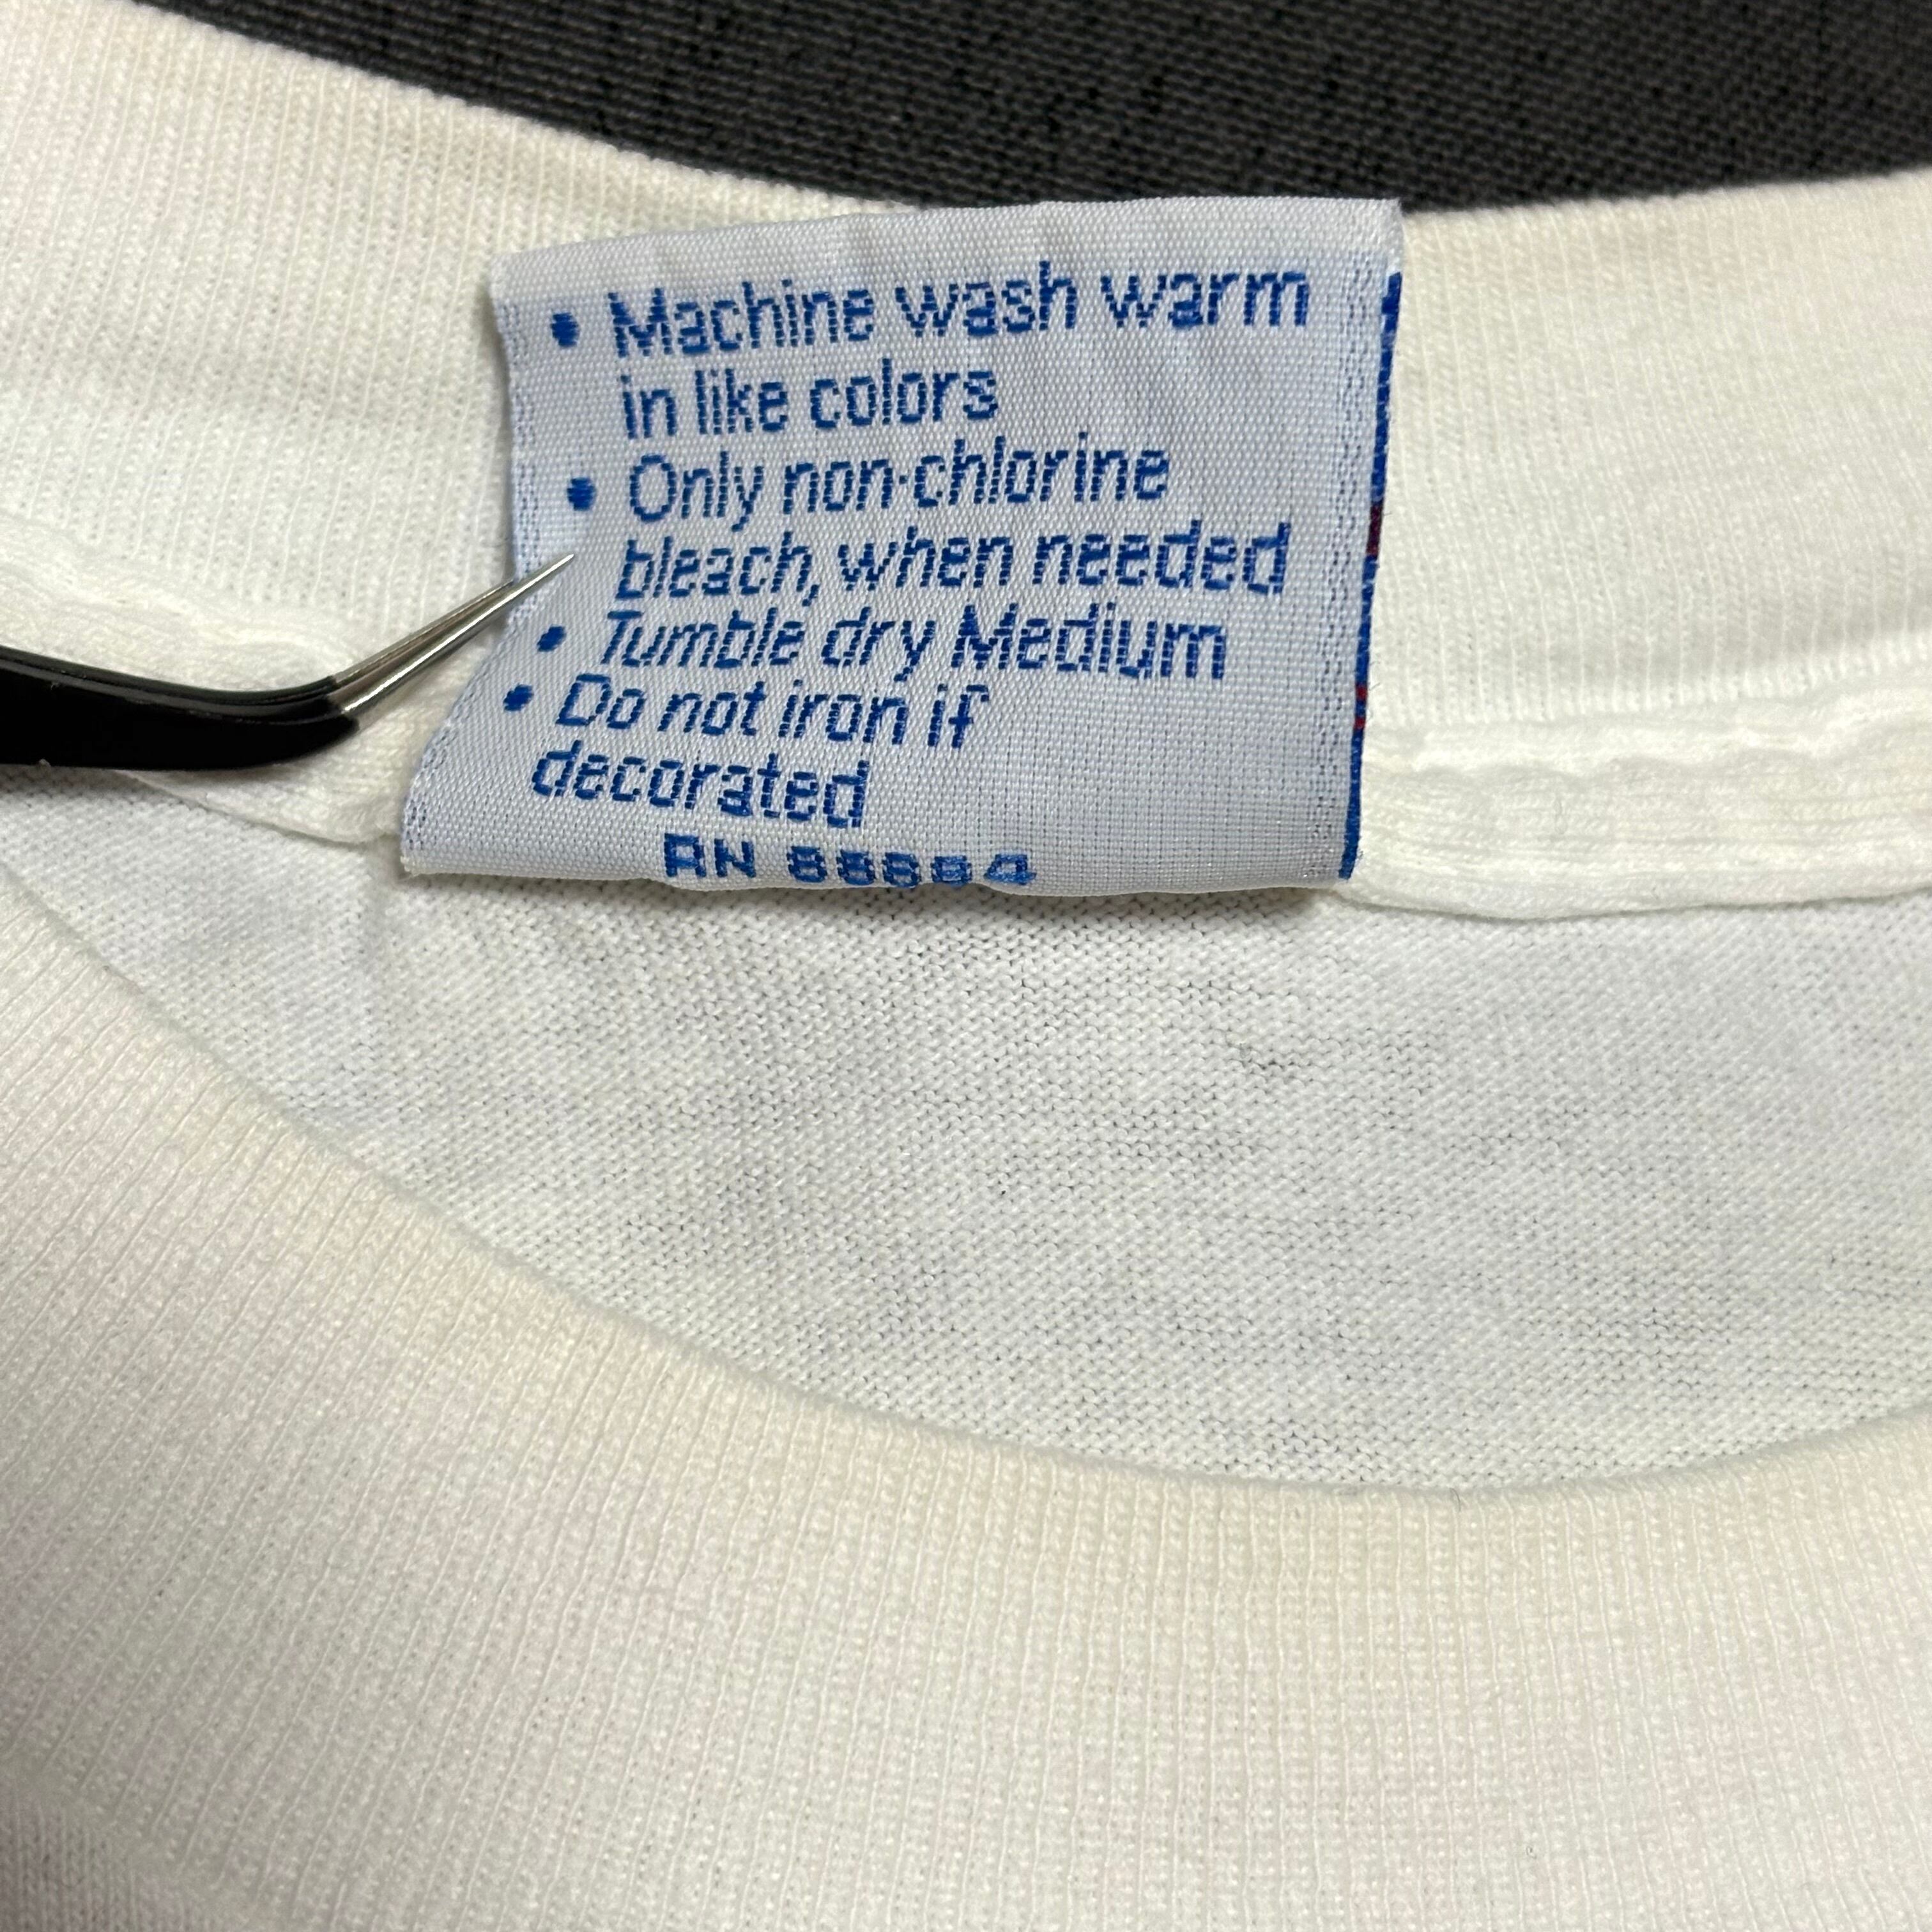 • Machine wash warm
in like colors
• Only non-chlorine
bleach, when needed
• Tumble dry Medium
• Do not iron if
decorated
RN